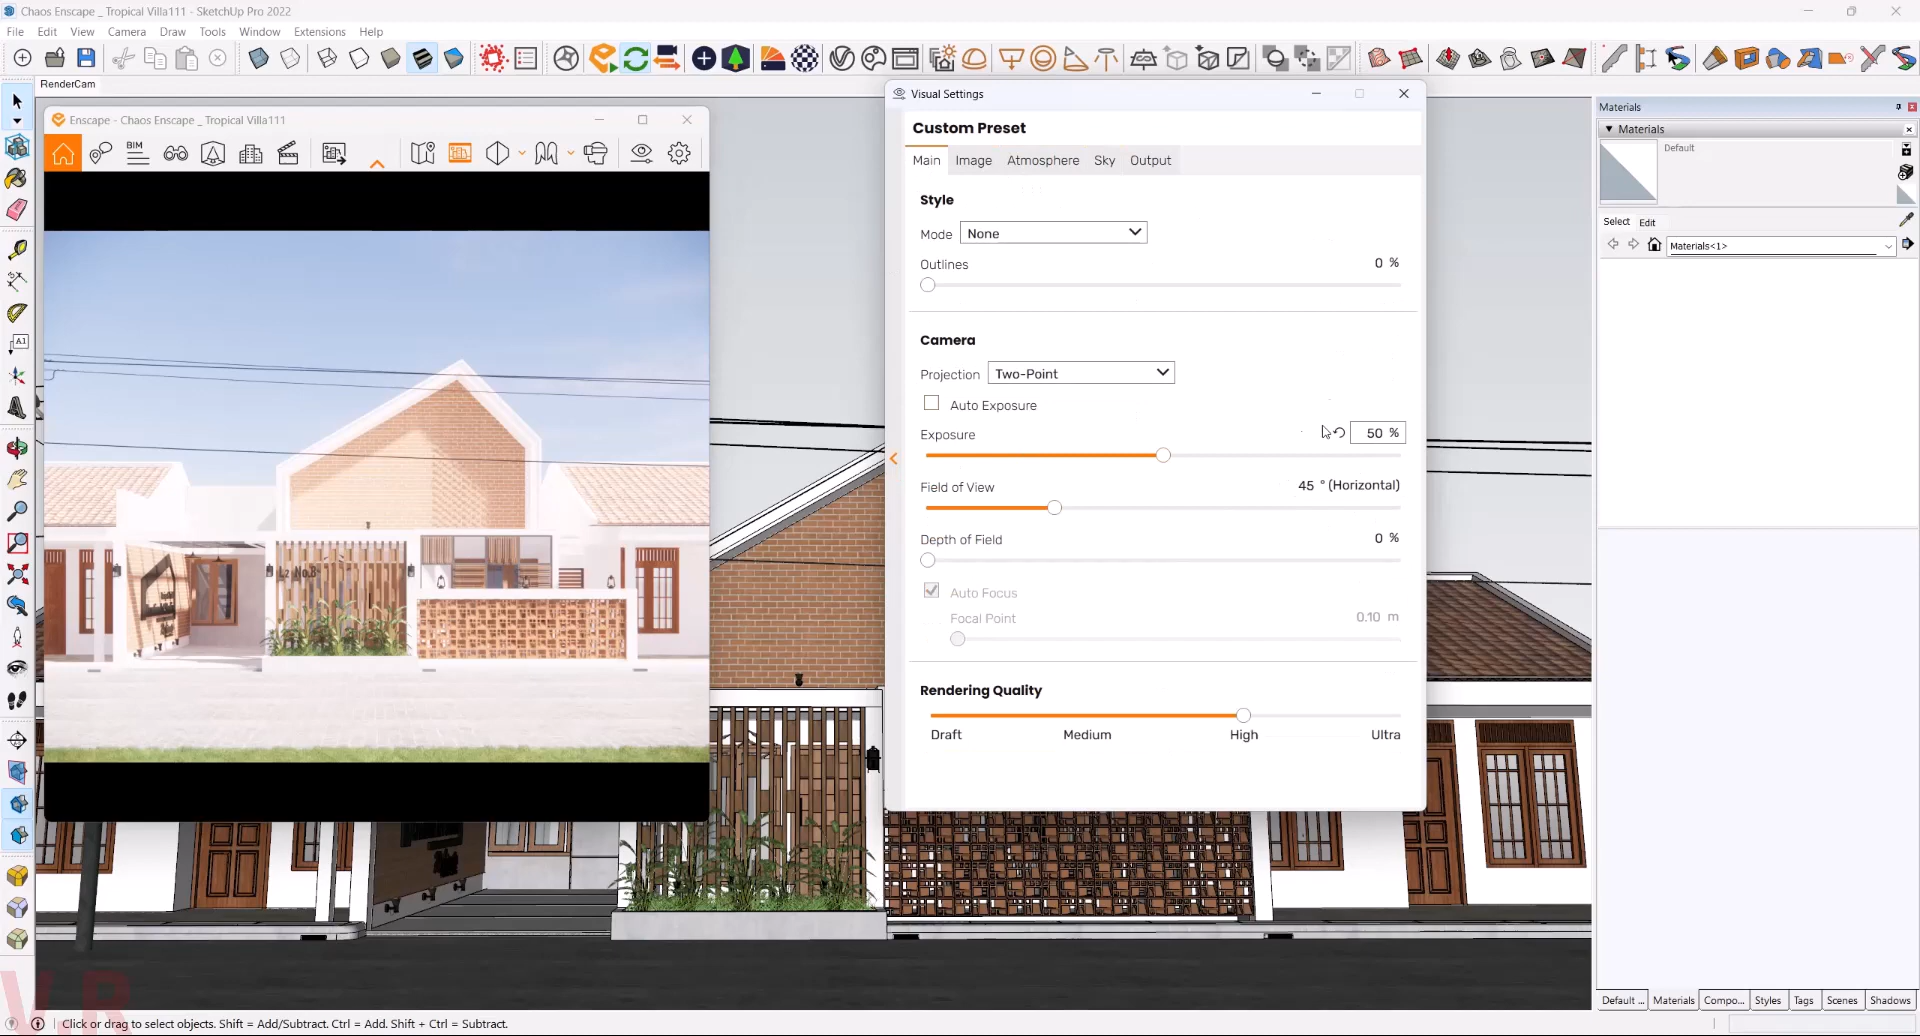 Chaos Enscape _ Tropical Villa111 - SketchUp Pro 2022
File Edit View Camera Draw Tools Window Extensions Help
RenderCam
Enscape - Chaos Enscape _ Tropical Villa111
BIM
A1
L2 No.8
Visual Settings
Custom Preset
Main Image Atmosphere Sky Output
Style
Mode None
Outlines 0 %
Camera
Projection Two-Point
Auto Exposure
Exposure 50 %
Field of View 45 ° (Horizontal)
Depth of Field 0 %
Auto Focus
Focal Point 0.10 m
Rendering Quality
Draft Medium High Ultra
Materials
Materials
Default
Select Edit
Materials<1>
Default ... Materials Compo... Styles Tags Scenes Shadows
V.R
Click or drag to select objects. Shift = Add/Subtract. Ctrl = Add. Shift + Ctrl = Subtract.